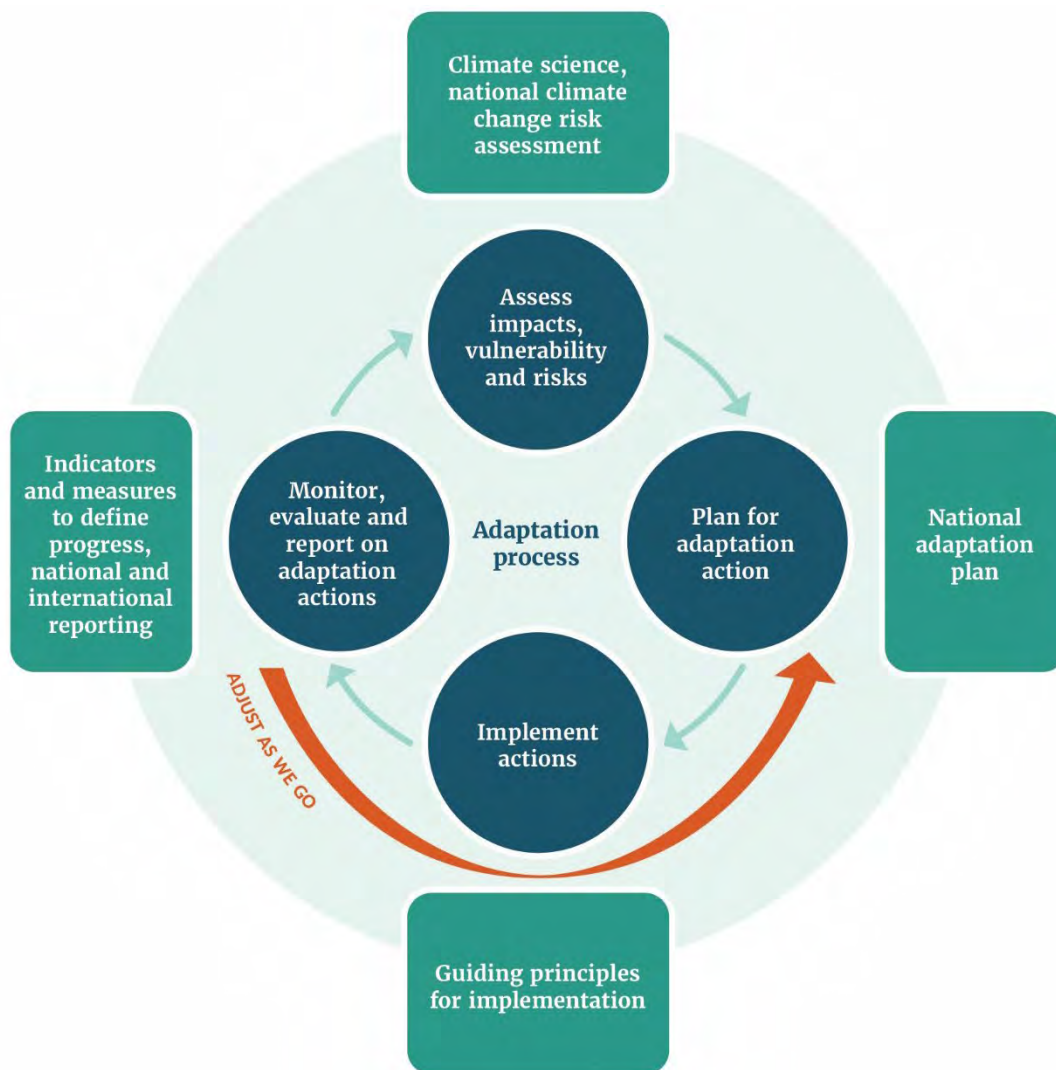 Climate science,
national climate
change risk
assessment
Assess
impacts,
vulnerability
and risks
Indicators
and measures
to define
progress,
national and
international
reporting
Monitor,
evaluate and
report on
adaptation
actions
Adaptation
process
Plan for
adaptation
action
National
adaptation
plan
Implement
actions
ADJUST AS WE GO
Guiding principles
for implementation